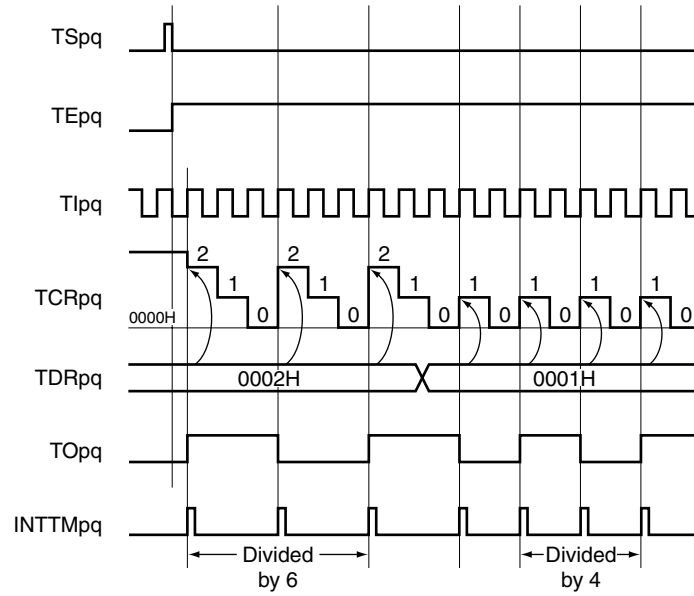 TSpq
TEpq
TIpq
TCRpq
0000H
2
1
0
2
1
0
2
1
0
1
0
1
0
1
0
1
0
TDRpq
0002H
0001H
TOpq
INTTMpq
Divided
by 6
Divided
by 4